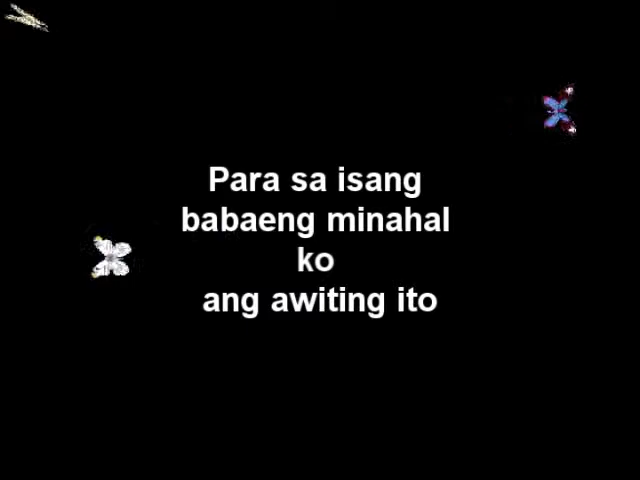 Para sa isang
babaeng minahal
ko
ang awiting ito